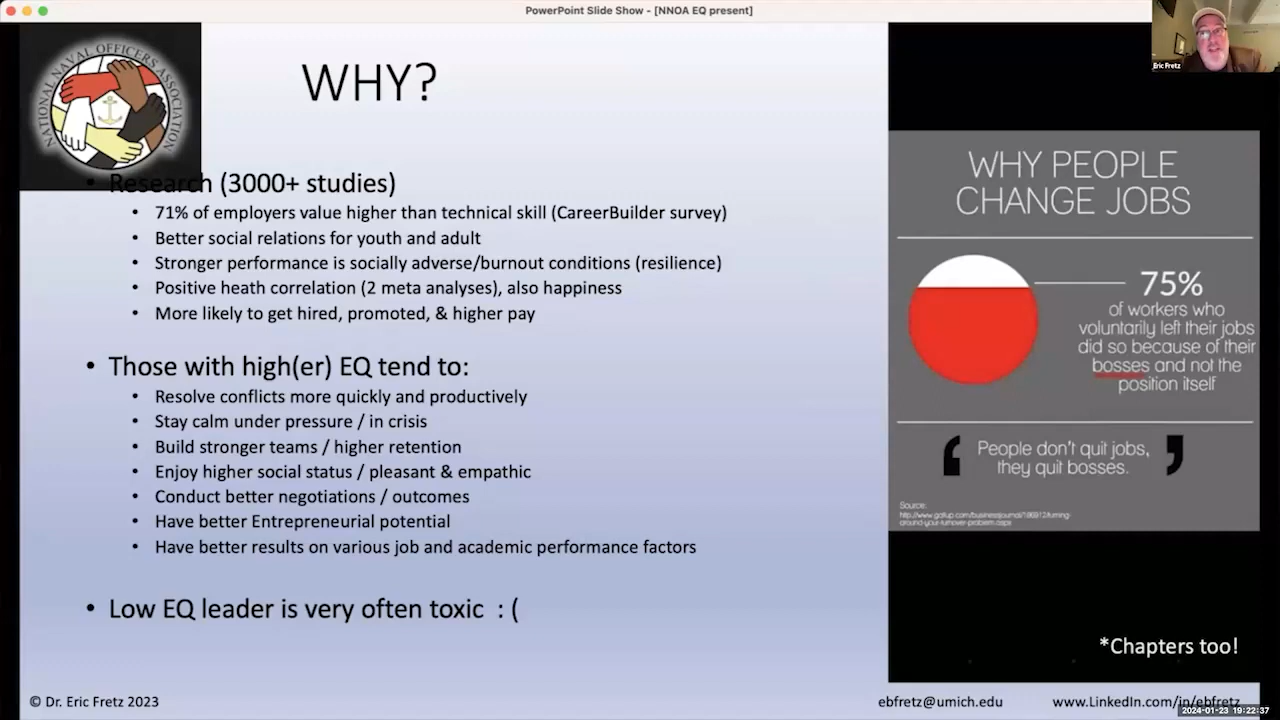 PowerPoint Slide Show - [NNOA EQ present]
Eric Fretz
NATIONAL NAVAL OFFICERS ASSOCIATION
WHY?
• Research (3000+ studies)
• 71% of employers value higher than technical skill (CareerBuilder survey)
• Better social relations for youth and adult
• Stronger performance is socially adverse/burnout conditions (resilience)
• Positive heath correlation (2 meta analyses), also happiness
• More likely to get hired, promoted, & higher pay
• Those with high(er) EQ tend to:
• Resolve conflicts more quickly and productively
• Stay calm under pressure / in crisis
• Build stronger teams / higher retention
• Enjoy higher social status / pleasant & empathic
• Conduct better negotiations / outcomes
• Have better Entrepreneurial potential
• Have better results on various job and academic performance factors
• Low EQ leader is very often toxic : (
WHY PEOPLE
CHANGE JOBS
75%
of workers who
voluntarily left their jobs
did so because of their
bosses and not the
position itself
‘ People don't quit jobs, ’
they quit bosses.
Source:
*Chapters too!
© Dr. Eric Fretz 2023
ebfretz@umich.edu
www.LinkedIn.com/in/ebfretz
2024-01-23 19:22:37